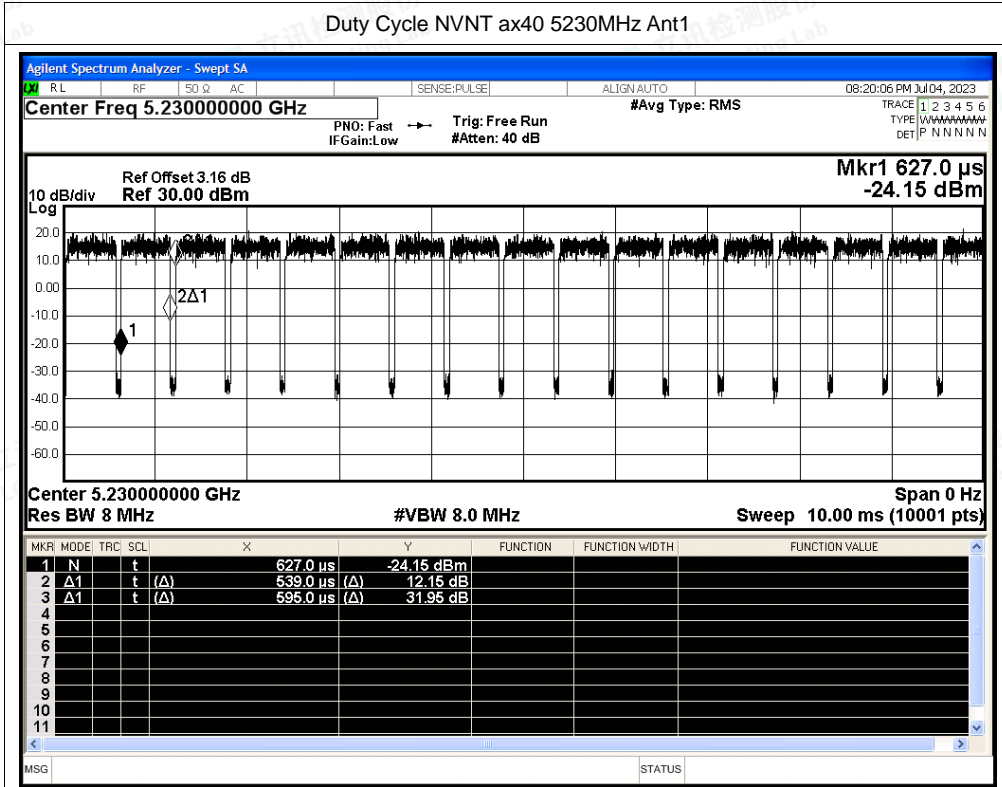 Duty Cycle NVNT ax40 5230MHz Ant1
Agilent Spectrum Analyzer - Swept SA
LXI RL RF 50 Ω AC SENSE:PULSE ALIGN AUTO 08:20:06 PM Jul 04, 2023
Center Freq 5.230000000 GHz #Avg Type: RMS TRACE 1 2 3 4 5 6
PNO: Fast Trig: Free Run TYPE WWWWWW
IFGain:Low #Atten: 40 dB DET P N N N N N
Mkr1 627.0 µs
Ref Offset 3.16 dB
10 dB/div Ref 30.00 dBm -24.15 dBm
Log
20.0
10.0
0.00
2Δ1
-10.0
1
-20.0
-30.0
-40.0
-50.0
-60.0
Center 5.230000000 GHz Span 0 Hz
Res BW 8 MHz #VBW 8.0 MHz Sweep 10.00 ms (10001 pts)
MKR MODE TRC SCL X Y FUNCTION FUNCTION WIDTH FUNCTION VALUE
1 N t 627.0 µs -24.15 dBm
2 Δ1 t (Δ) 539.0 µs (Δ) 12.15 dB
3 Δ1 t (Δ) 595.0 µs (Δ) 31.95 dB
4
5
6
7
8
9
10
11
MSG STATUS